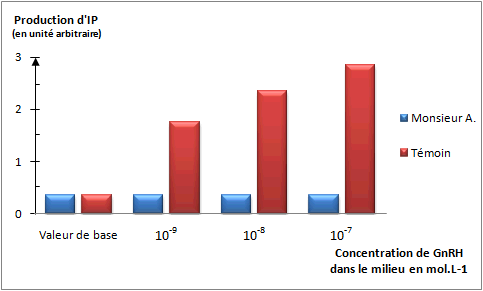 Production d'IP
(en unité arbitraire)
3
2
1
0
Monsieur A.
Témoin
Valeur de base 10-9 10-8 10-7
Concentration de GnRH
dans le milieu en mol.L-1